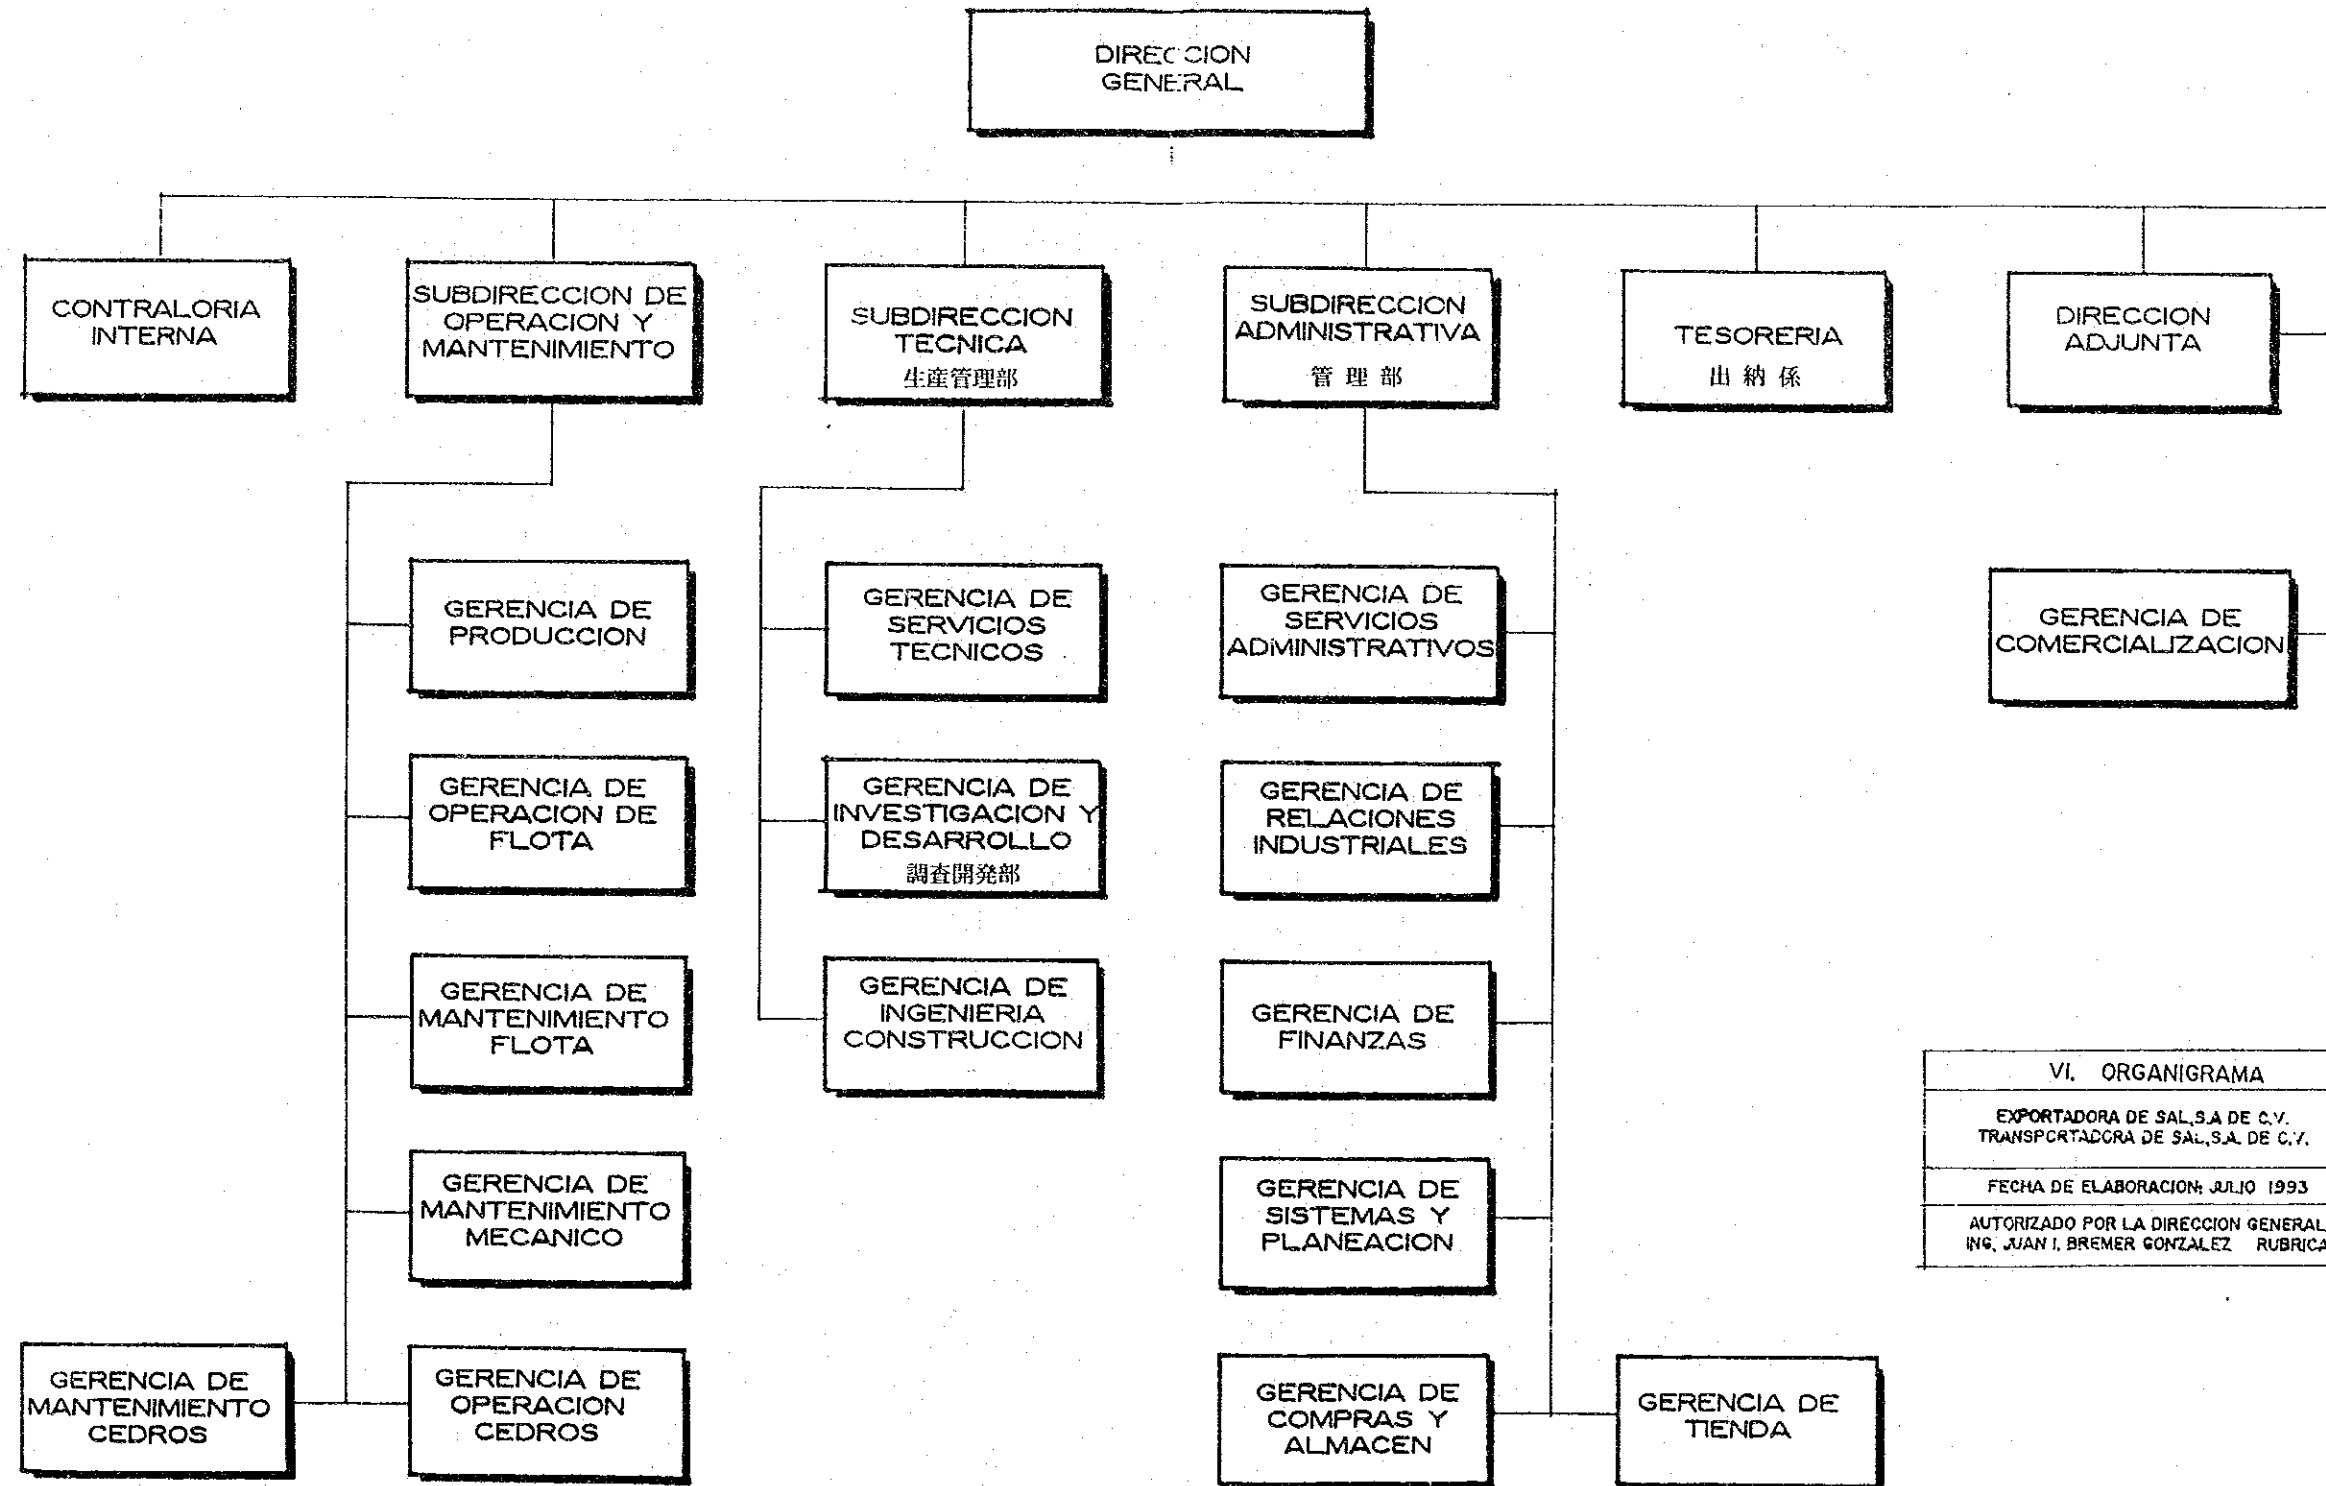 DIRECCION
GENERAL
CONTRALORIA
INTERNA
SUBDIRECCION DE
OPERACION Y
MANTENIMIENTO
SUBDIRECCION
TECNICA
生産管理部
SUBDIRECCION
ADMINISTRATIVA
管理部
TESORERIA
出納係
DIRECCION
ADJUNTA
GERENCIA DE
PRODUCCION
GERENCIA DE
SERVICIOS
TECNICOS
GERENCIA DE
SERVICIOS
ADMINISTRATIVOS
GERENCIA DE
COMERCIALIZACION
GERENCIA DE
OPERACION DE
FLOTA
GERENCIA DE
INVESTIGACION Y
DESARROLLO
調査開発部
GERENCIA DE
RELACIONES
INDUSTRIALES
GERENCIA DE
MANTENIMIENTO
FLOTA
GERENCIA DE
INGENIERIA
CONSTRUCCION
GERENCIA DE
FINANZAS
GERENCIA DE
MANTENIMIENTO
MECANICO
GERENCIA DE
SISTEMAS Y
PLANEACION
GERENCIA DE
MANTENIMIENTO
CEDROS
GERENCIA DE
OPERACION
CEDROS
GERENCIA DE
COMPRAS Y
ALMACEN
GERENCIA DE
TIENDA
VI. ORGANIGRAMA
EXPORTADORA DE SAL,S.A DE C.V.
TRANSPORTADORA DE SAL,S.A. DE C.V.
FECHA DE ELABORACION: JULIO 1993
AUTORIZADO POR LA DIRECCION GENERAL
ING. JUAN I. BREMER GONZALEZ RUBRICA